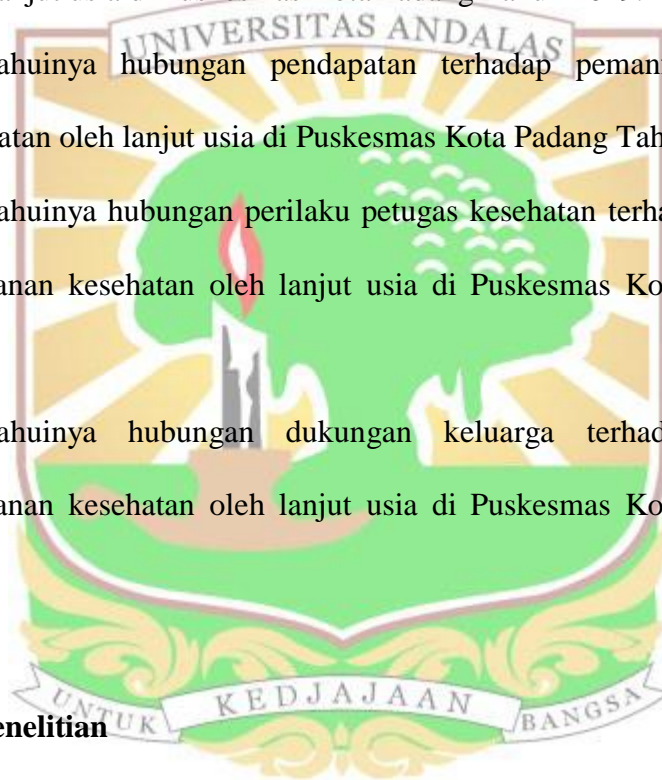 UNIVERSITAS ANDALAS
ahuinya hubungan pendapatan terhadap peman
atan oleh lanjut usia di Puskesmas Kota Padang Tah
ahuinya hubungan perilaku petugas kesehatan terha
anan kesehatan oleh lanjut usia di Puskesmas Ko
ahuinya hubungan dukungan keluarga terhad
anan kesehatan oleh lanjut usia di Puskesmas Ko
UNTUK KEDJAJAAN BANGSA
enelitian